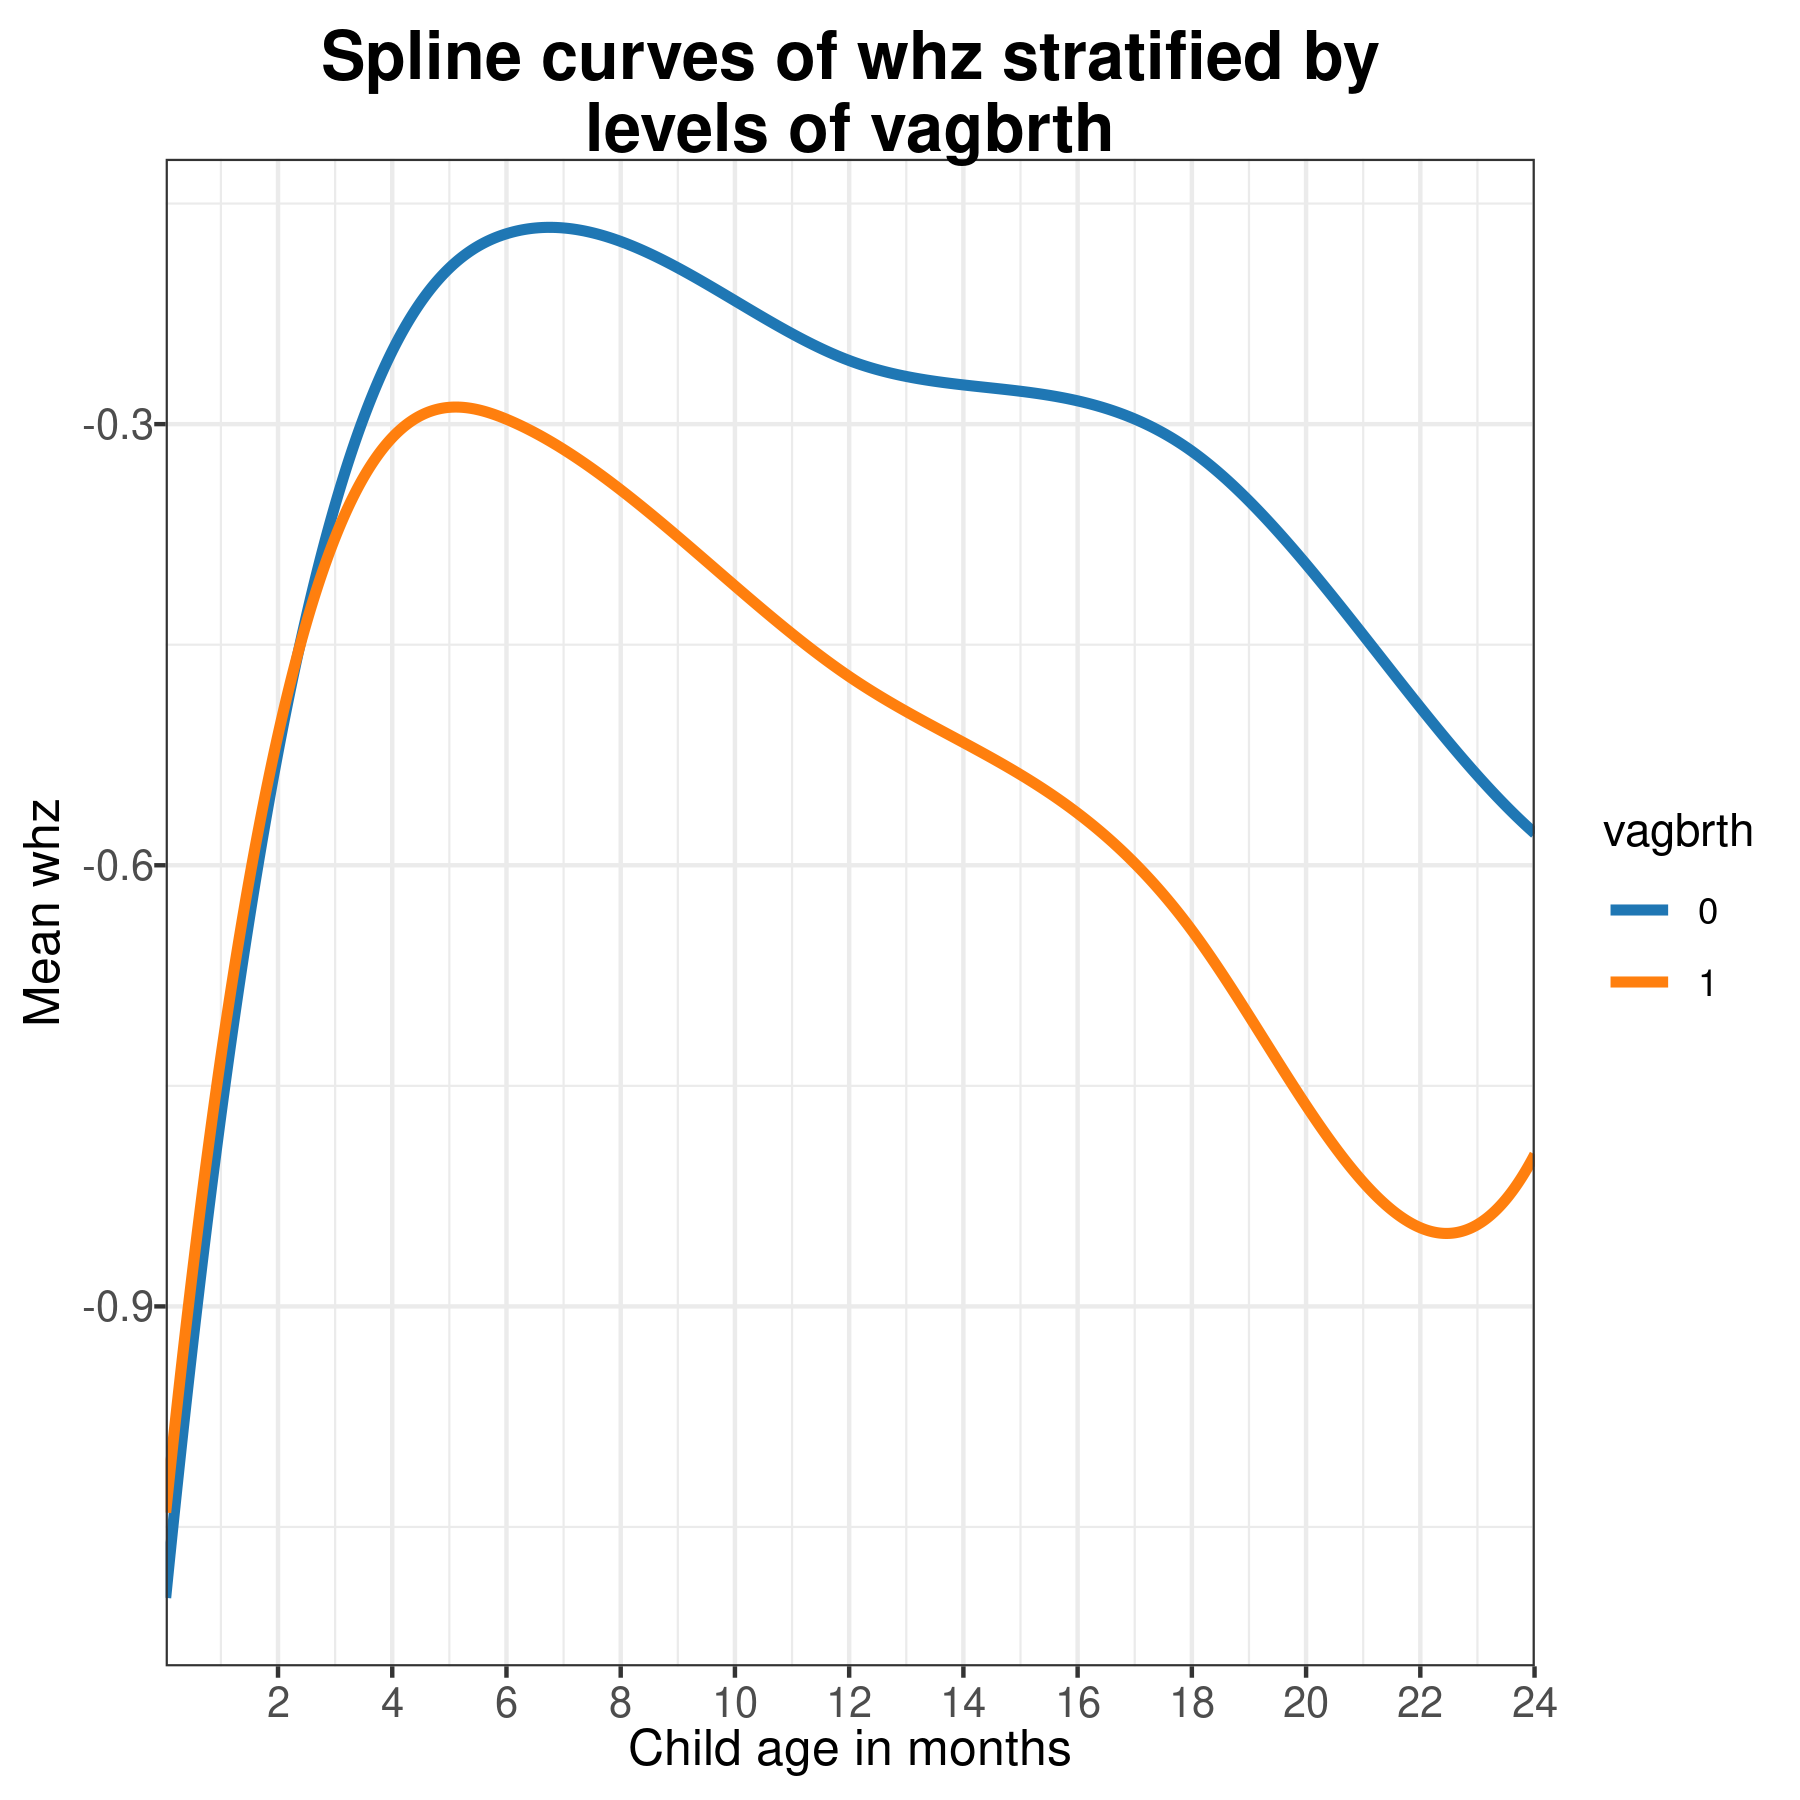 Spline curves of whz stratified by
levels of vagbrth
Mean whz
-0.3
-0.6
-0.9
2 4 6 8 10 12 14 16 18 20 22 24
Child age in months
vagbrth
0
1